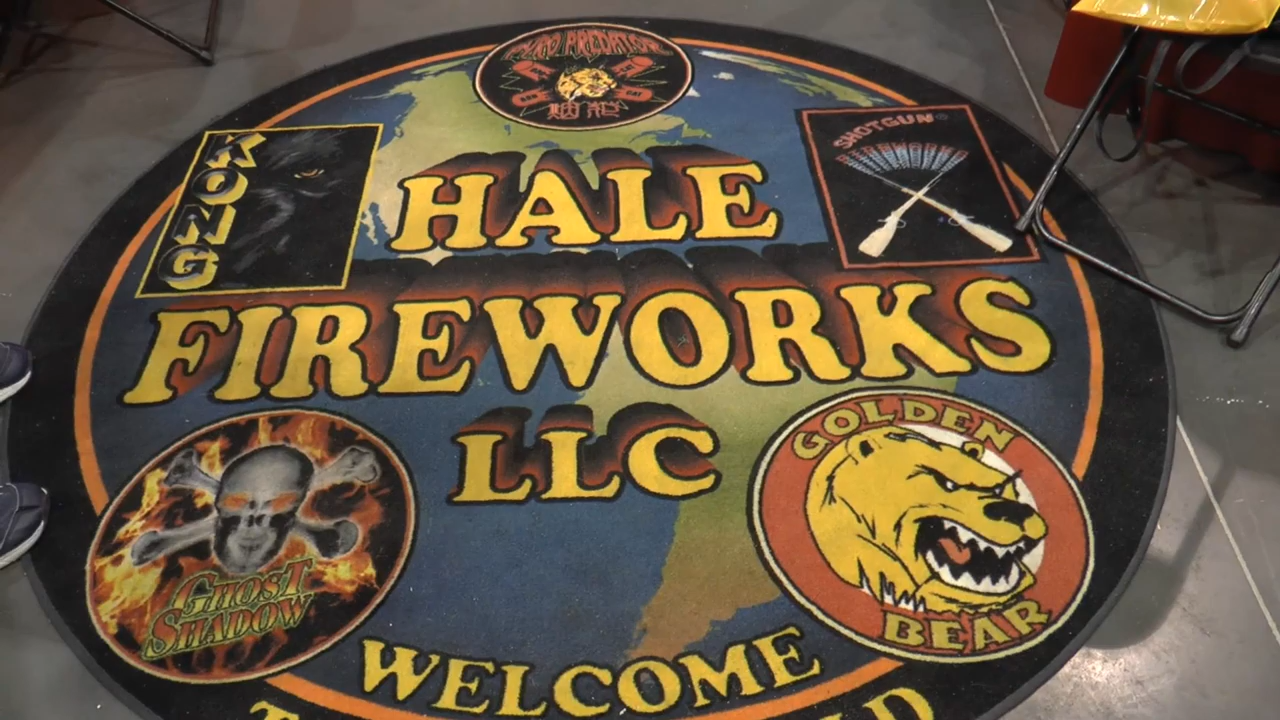 PYRO PREDATOR
KONG
SHOTGUN®
FIREWORKS
HALE
FIREWORKS
LLC
GHOST
SHADOW
GOLDEN
BEAR
WELCOME